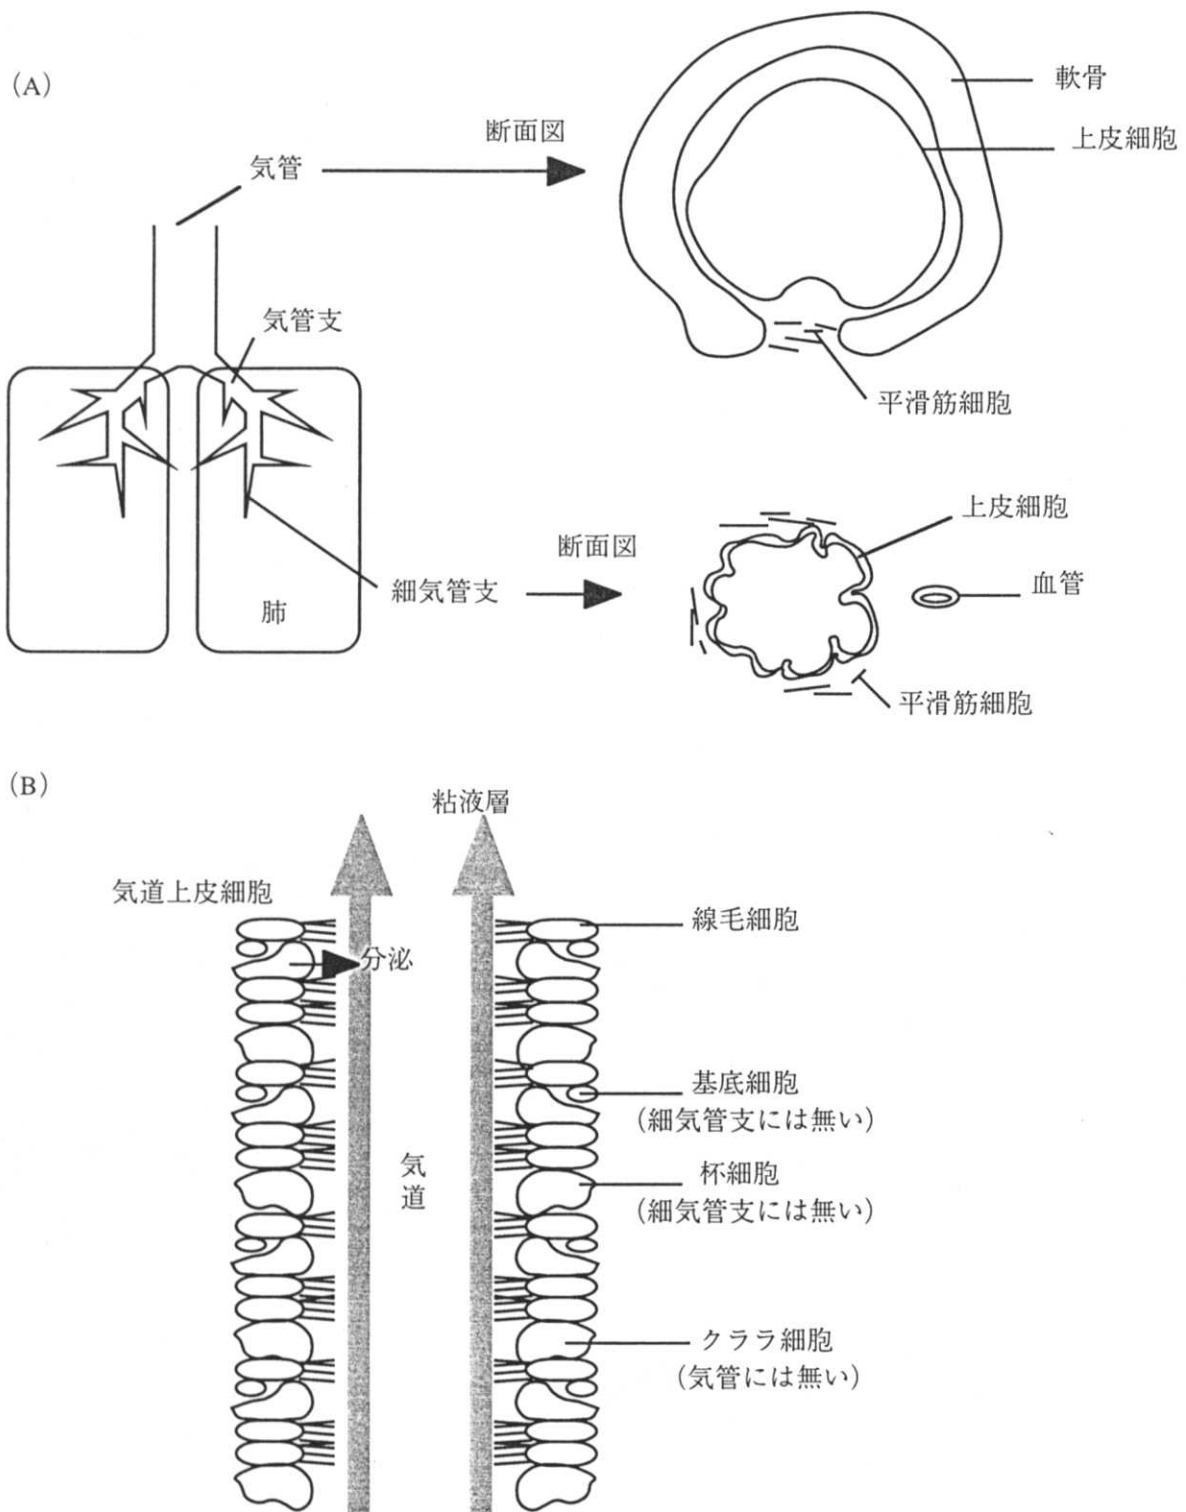 (A)
断面図
軟骨
上皮細胞
気管
気管支
平滑筋細胞
上皮細胞
断面図
血管
細気管支
肺
平滑筋細胞
(B)
粘液層
気道上皮細胞
線毛細胞
分泌
基底細胞
(細気管支には無い)
気
道
杯細胞
(細気管支には無い)
クララ細胞
(気管には無い)